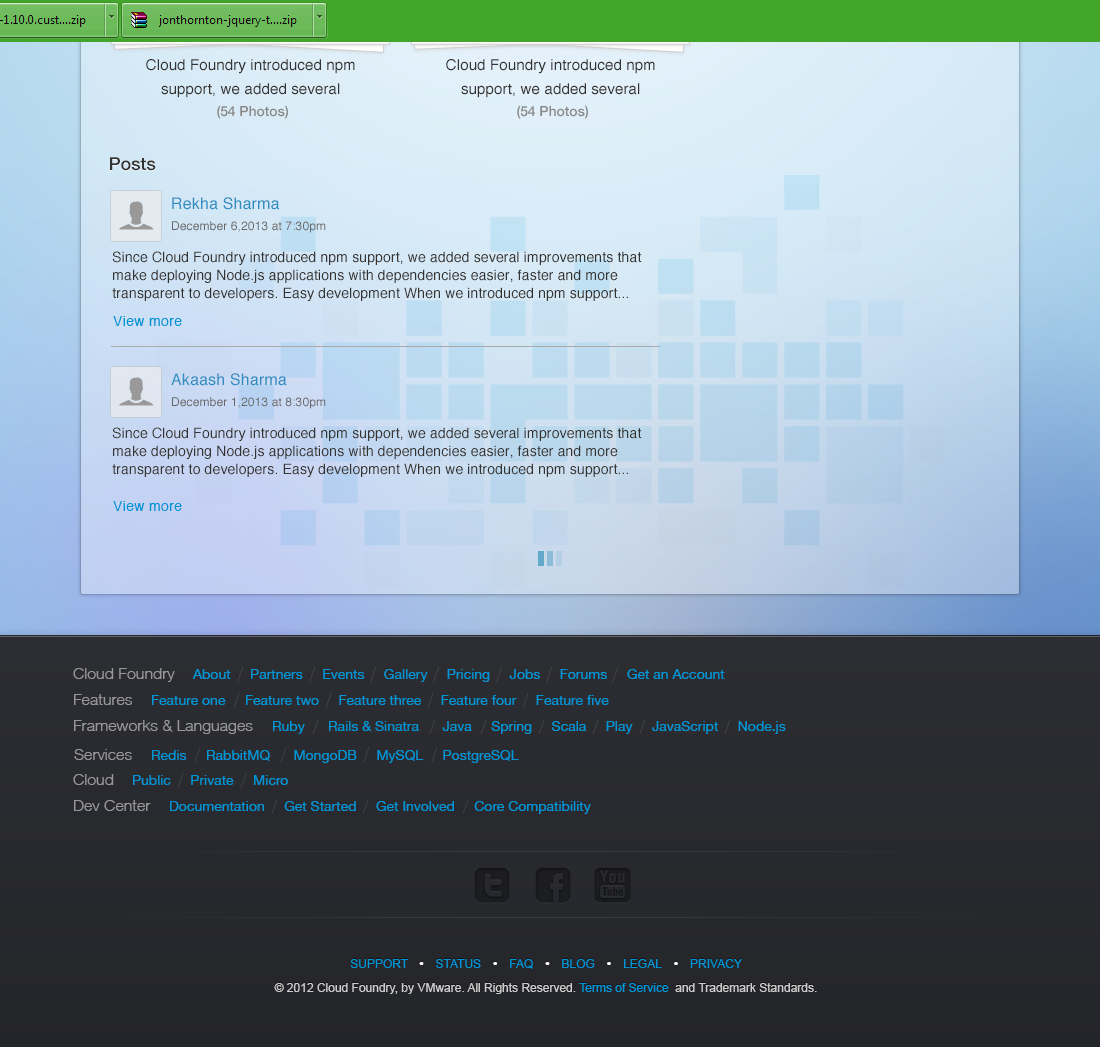 -1.10.0.cust....zip jonthornton-jquery-t....zip
Cloud Foundry introduced npm Cloud Foundry introduced npm
support, we added several support, we added several
(54 Photos) (54 Photos)
Posts
Rekha Sharma
December 6,2013 at 7:30pm
Since Cloud Foundry introduced npm support, we added several improvements that
make deploying Node.js applications with dependencies easier, faster and more
transparent to developers. Easy development When we introduced npm support...
View more
Akaash Sharma
December 1,2013 at 8:30pm
Since Cloud Foundry introduced npm support, we added several improvements that
make deploying Node.js applications with dependencies easier, faster and more
transparent to developers. Easy development When we introduced npm support...
View more
Cloud Foundry About / Partners / Events / Gallery / Pricing / Jobs / Forums / Get an Account
Features Feature one / Feature two / Feature three / Feature four / Feature five
Frameworks & Languages Ruby / Rails & Sinatra / Java / Spring / Scala / Play / JavaScript / Node.js
Services Redis / RabbitMQ / MongoDB / MySQL / PostgreSQL
Cloud Public / Private / Micro
Dev Center Documentation / Get Started / Get Involved / Core Compatibility
You
Tube
SUPPORT • STATUS • FAQ • BLOG • LEGAL • PRIVACY
© 2012 Cloud Foundry, by VMware. All Rights Reserved. Terms of Service and Trademark Standards.